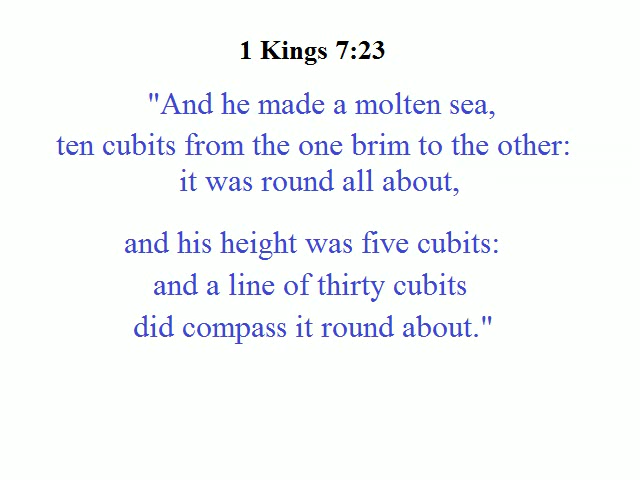 1 Kings 7:23
"And he made a molten sea,
ten cubits from the one brim to the other:
it was round all about,
and his height was five cubits:
and a line of thirty cubits
did compass it round about."